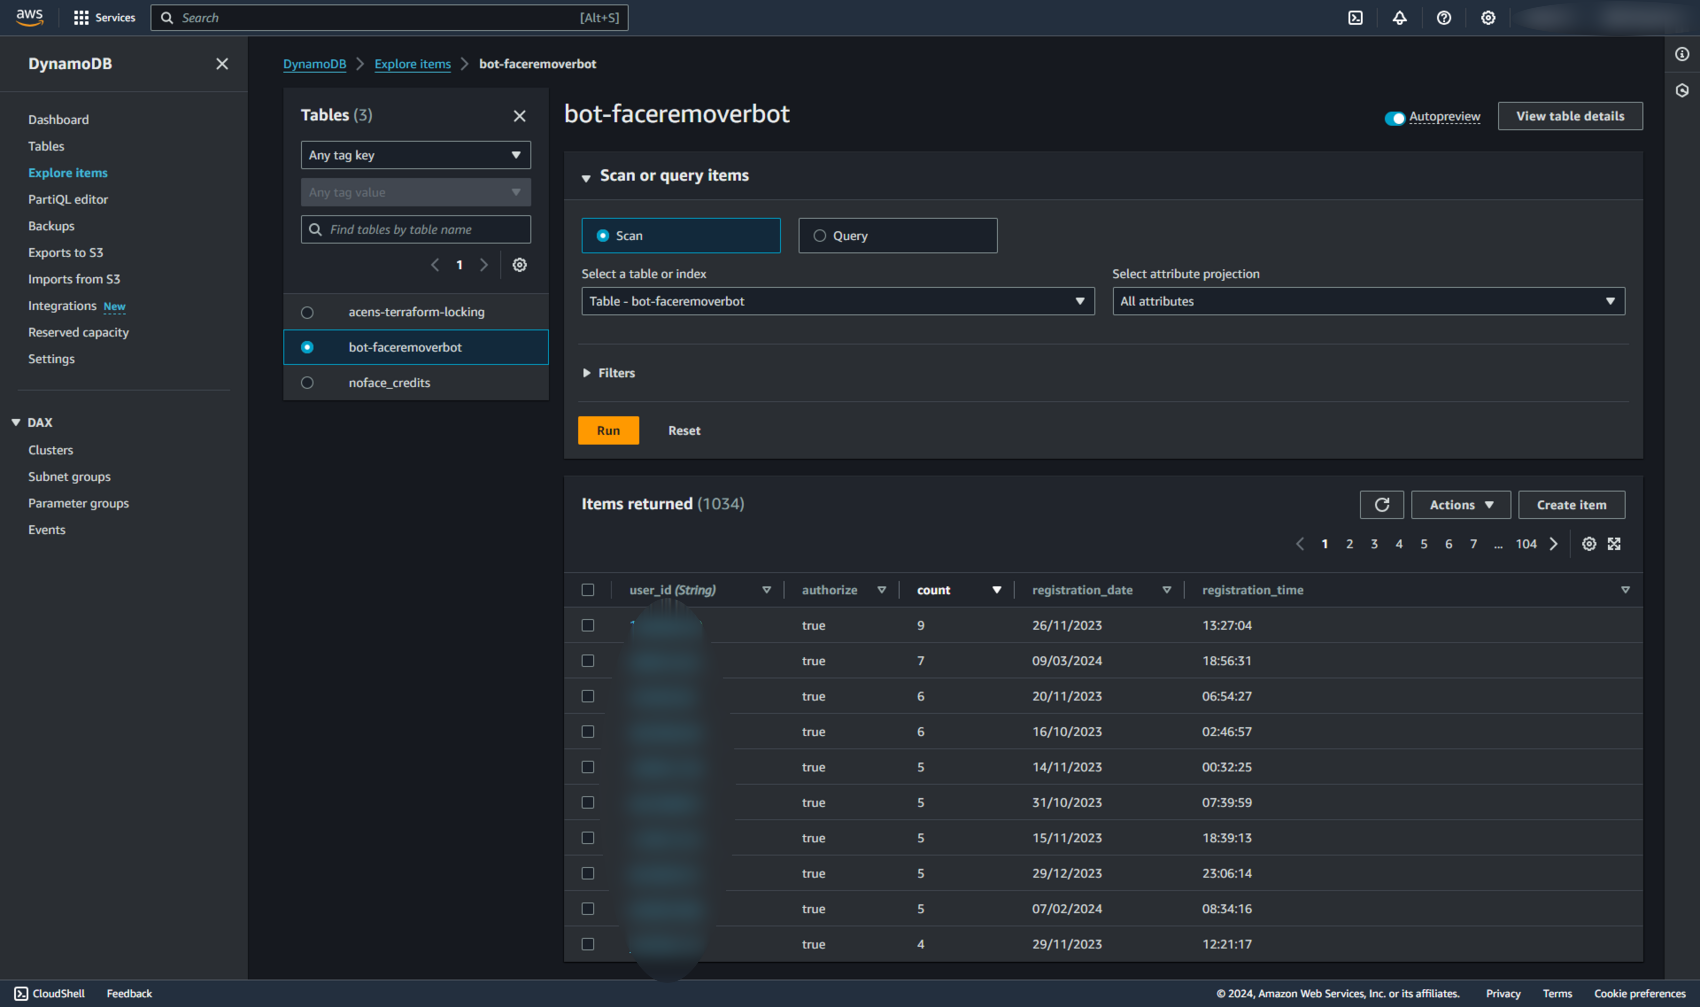 aws Services Search [Alt+S]
DynamoDB
Dashboard
Tables
Explore items
PartiQL editor
Backups
Exports to S3
Imports from S3
Integrations New
Reserved capacity
Settings
DAX
Clusters
Subnet groups
Parameter groups
Events
DynamoDB Explore items bot-faceremoverbot
Tables (3)
Any tag key
Any tag value
Find tables by table name
1
acens-terraform-locking
bot-faceremoverbot
noface_credits
bot-faceremoverbot
Autopreview View table details
Scan or query items
Scan Query
Select a table or index Select attribute projection
Table - bot-faceremoverbot All attributes
Filters
Run Reset
Items returned (1034)
Actions Create item
1 2 3 4 5 6 7 ... 104
user_id (String) authorize count registration_date registration_time
true 9 26/11/2023 13:27:04
true 7 09/03/2024 18:56:31
true 6 20/11/2023 06:54:27
true 6 16/10/2023 02:46:57
true 5 14/11/2023 00:32:25
true 5 31/10/2023 07:39:59
true 5 15/11/2023 18:39:13
true 5 29/12/2023 23:06:14
true 5 07/02/2024 08:34:16
true 4 29/11/2023 12:21:17
CloudShell Feedback © 2024, Amazon Web Services, Inc. or its affiliates. Privacy Terms Cookie preferences